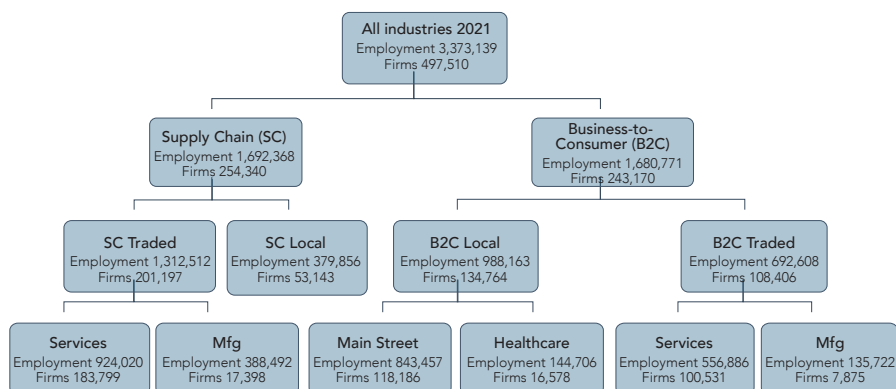 All industries 2021
Employment 3,373,139
Firms 497,510
Supply Chain (SC)
Employment 1,692,368
Firms 254,340
Business-to-
Consumer (B2C)
Employment 1,680,771
Firms 243,170
SC Traded
Employment 1,312,512
Firms 201,197
SC Local
Employment 379,856
Firms 53,143
B2C Local
Employment 988,163
Firms 134,764
B2C Traded
Employment 692,608
Firms 108,406
Services
Employment 924,020
Firms 183,799
Mfg
Employment 388,492
Firms 17,398
Main Street
Employment 843,457
Firms 118,186
Healthcare
Employment 144,706
Firms 16,578
Services
Employment 556,886
Firms 100,531
Mfg
Employment 135,722
Firms 7,875